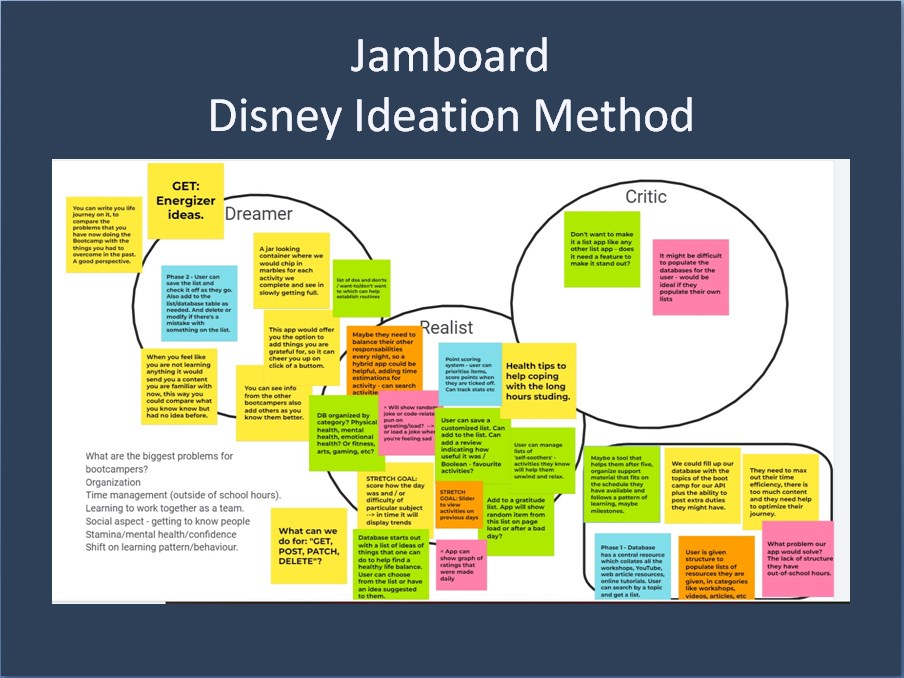 Jamboard
Disney Ideation Method
GET:
Energizer
ideas.
You can write you life
journey on it, to
compare the
problems that you
have now doing the
Bootcamp with the
things you had to
overcome in the past.
A good perspective.
Dreamer
A jar looking
container where we
would chip in
marbles for each
activity we
complete and see in
slowly getting full.
Phase 2 - User can
save the list and
check it off as they go.
Also add to the
list/database table as
needed. And delete or
modify if there's a
mistake with
something on the list.
list of dos and don'ts
/ want-to/don't want
to which can help
establish routines
This app would offer
you the option to
add things you are
grateful for, so it can
cheer you up on
click of a button.
When you feel like
you are not learning
anything it would
send you a content
you are familiar with
now, this way you
could compare what
you know know but
had no idea before.
You can see info
from the other
bootcampers also
add others as you
know them better.
Realist
Maybe they need to
balance their other
responsabilities
every night, so a
hybrid app could be
helpful, adding time
estimations for
activity - can search
activitie
Point scoring
system - user can
prioritise items,
score points when
they are ticked off.
Can track stats etc
Health tips to
help coping
with the long
hours studing.
DB organized by
category? Physical
health, mental
health, emotional
health? Or fitness,
arts, gaming, etc?
+ Will show random
joke or code-relate
pun on
greeting/load? -->
or load a joke when
you're feeling sad
User can save a
customized list. Can
add to the list. Can
add a review
indicating how
useful it was /
Boolean - favourite
activities?
User can manage
lists of
'self-soothers' -
activities they know
will help them
unwind and relax.
STRETCH GOAL:
score how the day
was and / or
difficulty of
particular subject
--> in time it will
display trends
STRETCH
GOAL: Slider
to view
activities on
previous days
Add to a gratitude
list. App will show
random item from
this list on page
load or after a bad
day?
Database starts out
with a list of ideas of
things that one can
do to help find a
healthy life balance.
User can choose
from the list or have
an idea suggested
to them.
+ App can
show graph of
ratings that
were made
daily
What can we
do for: "GET,
POST, PATCH,
DELETE"?
What are the biggest problems for
bootcampers?
Organization
Time management (outside of school hours).
Learning to work together as a team.
Social aspect - getting to know people
Stamina/mental health/confidence
Shift on learning pattern/behaviour.
Critic
Don't want to make
it a list app like any
other list app - does
it need a feature to
make it stand out?
It might be difficult
to populate the
databases for the
user - would be
ideal if they
populate their own
lists
Maybe a tool that
helps them after five,
organize support
material that fits on
the schedule they
have available and
follows a pattern of
learning, maybe
milestones.
We could fill up our
database with the
topics of the boot
camp for our API
plus the ability to
post extra duties
they might have.
They need to max
out their time
efficiency, there is
too much content
and they need help
to optimize their
journey.
Phase 1 - Database
has a central resource
which collates all the
workshops, YouTube,
web article resources,
online tutorials. User
can search by a topic
and get a list.
User is given
structure to
populate lists of
resources they are
given, in categories
like workshops,
videos, articles, etc
What problem our
app would solve?
The lack of structure
they have
out-of-school hours.